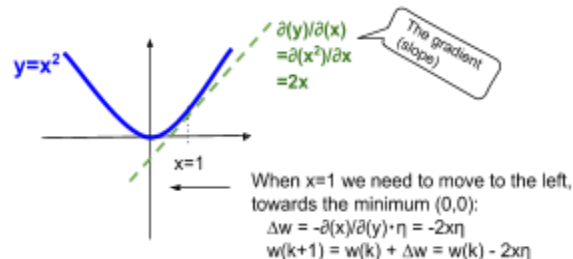 y=x²
∂(y)/∂(x)
=∂(x²)/∂x
=2x
The gradient
(slope)
x=1
When x=1 we need to move to the left,
towards the minimum (0,0):
Δw = -∂(x)/∂(y)·η = -2xη
w(k+1) = w(k) + Δw = w(k) - 2xη